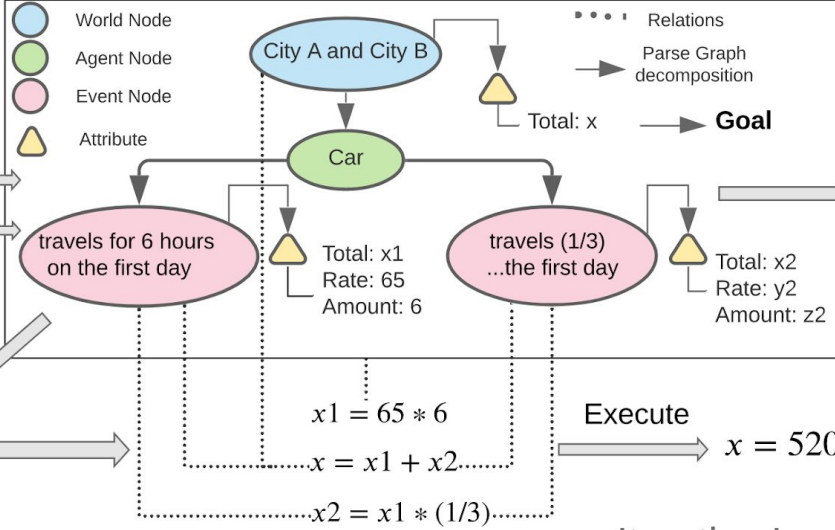 World Node
Agent Node
Event Node
Attribute
City A and City B
Relations
Parse Graph
decomposition
Total: x
Goal
Car
travels for 6 hours
on the first day
Total: x1
Rate: 65
Amount: 6
travels (1/3)
...the first day
Total: x2
Rate: y2
Amount: z2
x1 = 65 * 6
x = x1 + x2
x2 = x1 * (1/3)
Execute
x = 520